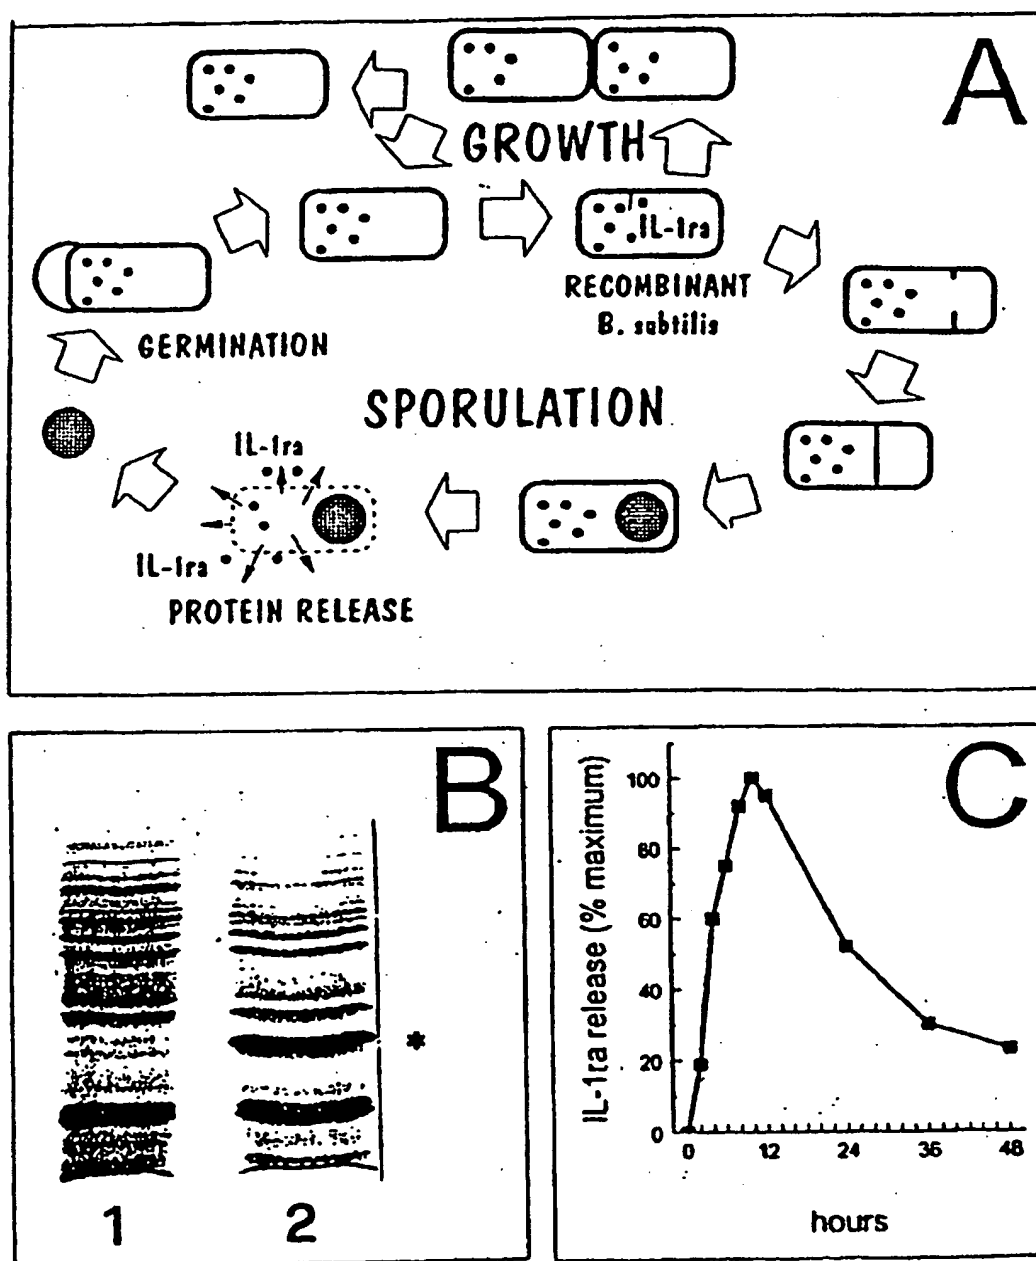 A
GROWTH
IL-1ra
RECOMBINANT
B. subtilis
GERMINATION
SPORULATION
IL-1ra
IL-1ra
PROTEIN RELEASE
B
*
1 2
C
IL-1ra release (% maximum)
100
80
60
40
20
0
0 12 24 36 48
hours